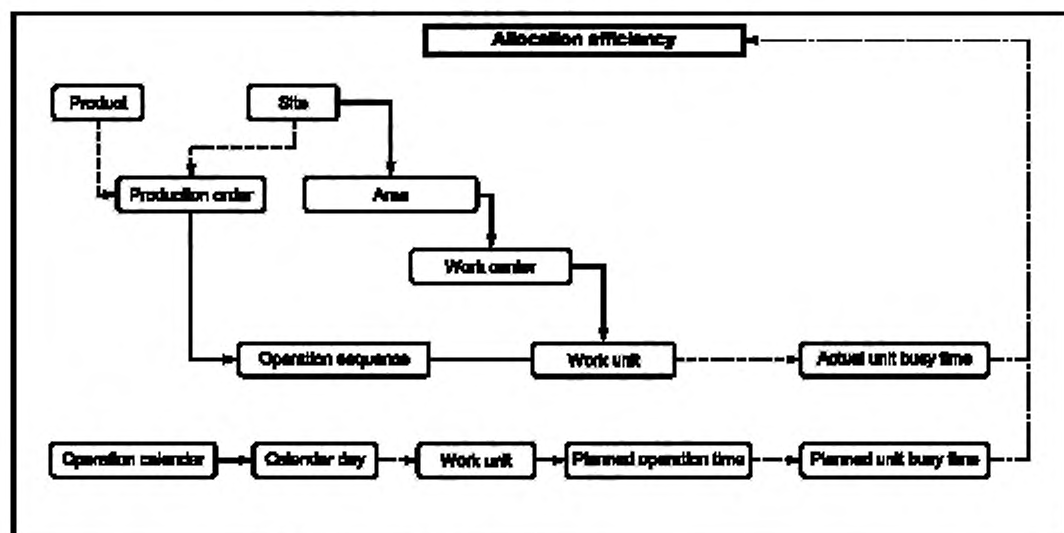 Allocation efficiency
Product
Site
Production order
Area
Work center
Operation sequence
Work unit
Actual unit busy time
Operation calendar
Calendar day
Work unit
Planned operation time
Planned unit busy time